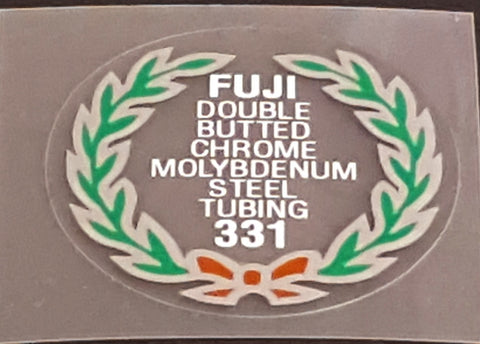 FUJI
DOUBLE
BUTTED
CHROME
MOLYBDENUM
STEEL
TUBING
331